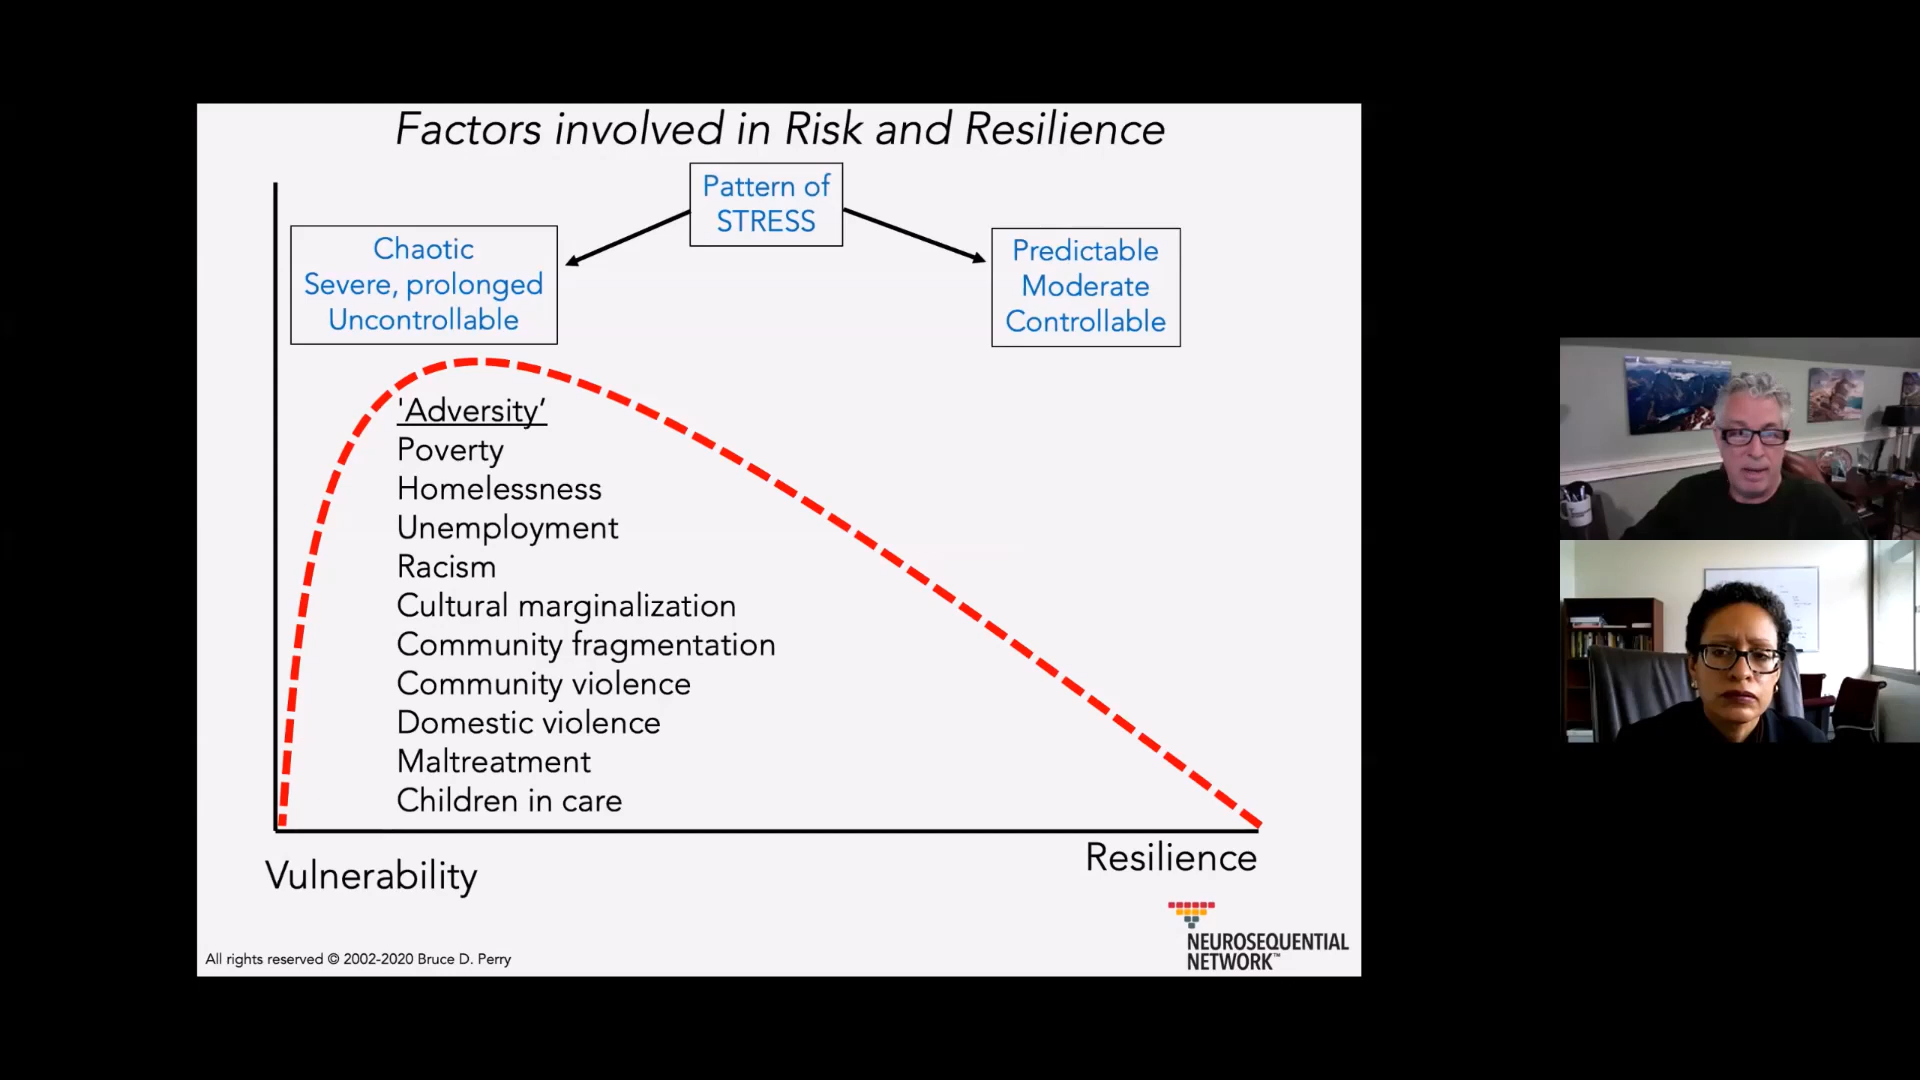 Factors involved in Risk and Resilience
Pattern of
STRESS
Chaotic
Severe, prolonged
Uncontrollable
Predictable
Moderate
Controllable
'Adversity’
Poverty
Homelessness
Unemployment
Racism
Cultural marginalization
Community fragmentation
Community violence
Domestic violence
Maltreatment
Children in care
Vulnerability
Resilience
NEUROSEQUENTIAL
NETWORK™
All rights reserved © 2002-2020 Bruce D. Perry